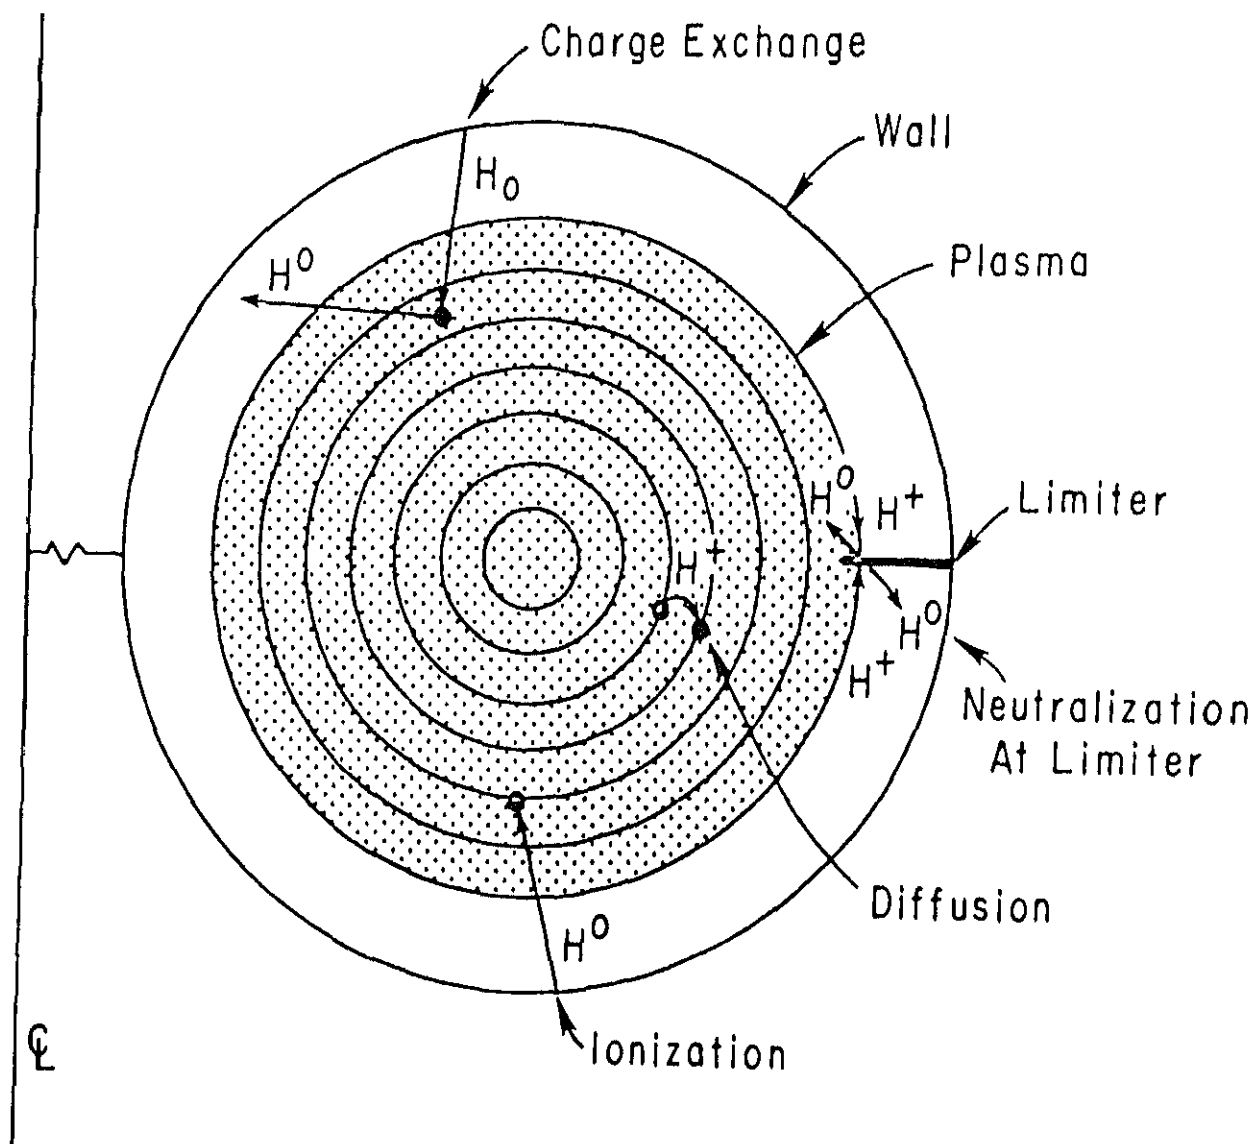 Charge Exchange
Wall
H₀
H⁰
Plasma
H⁰
H⁺
Limiter
H⁺
H⁰
H⁺
Neutralization
At Limiter
Diffusion
H⁰
Ionization
℄